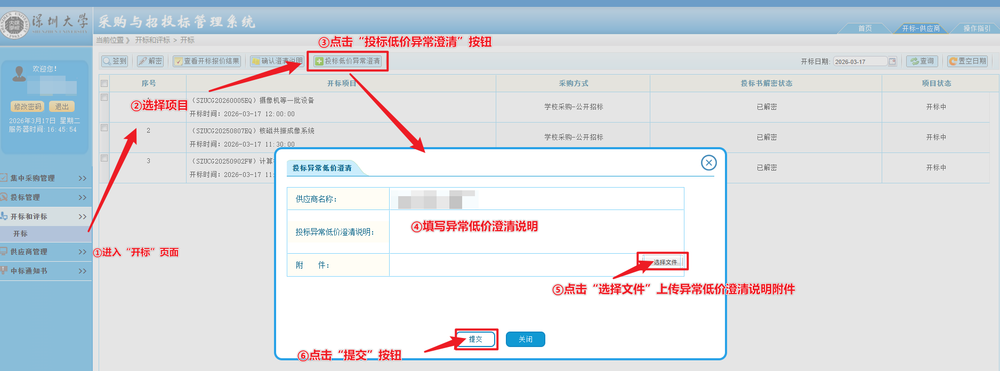 深圳大学
SHENZHEN UNIVERSITY
采购与招投标管理系统
首页
开标-供应商
操作指引
当前位置 》 开标和评标 > 开标
③点击“投标低价异常澄清”按钮
签到
解密
查看开标报价结果
确认澄清说明
投标低价异常澄清
开标日期: 2026-03-17
查询
置空日期
欢迎您!
修改密码
退出
2026年3月17日 星期二
服务器时间:16:45:54
序号 开标项目 采购方式 投标书解密状态 项目状态
②选择项目
(SZUCG20260005EQ) 摄像机等一批设备
开标时间: 2026-03-17 12:00:00
学校采购-公开招标 已解密 开标中
2
(SZUCG20250807EQ) 核磁共振成像系统
开标时间: 2026-03-17 11:30:00
学校采购-公开招标 已解密 开标中
3
(SZUCG20250902FW) 计算
开标时间: 2026-03-17 11:
已解密 开标中
集中采购管理 >>
投标管理 >>
开标和评标 >>
开标
供应商管理 >>
中标通知书 >>
①进入“开标”页面
投标异常低价澄清
供应商名称:
投标异常低价澄清说明:
④填写异常低价澄清说明
附 件:
选择文件
⑤点击“选择文件”上传异常低价澄清说明附件
提交
关闭
⑥点击“提交”按钮